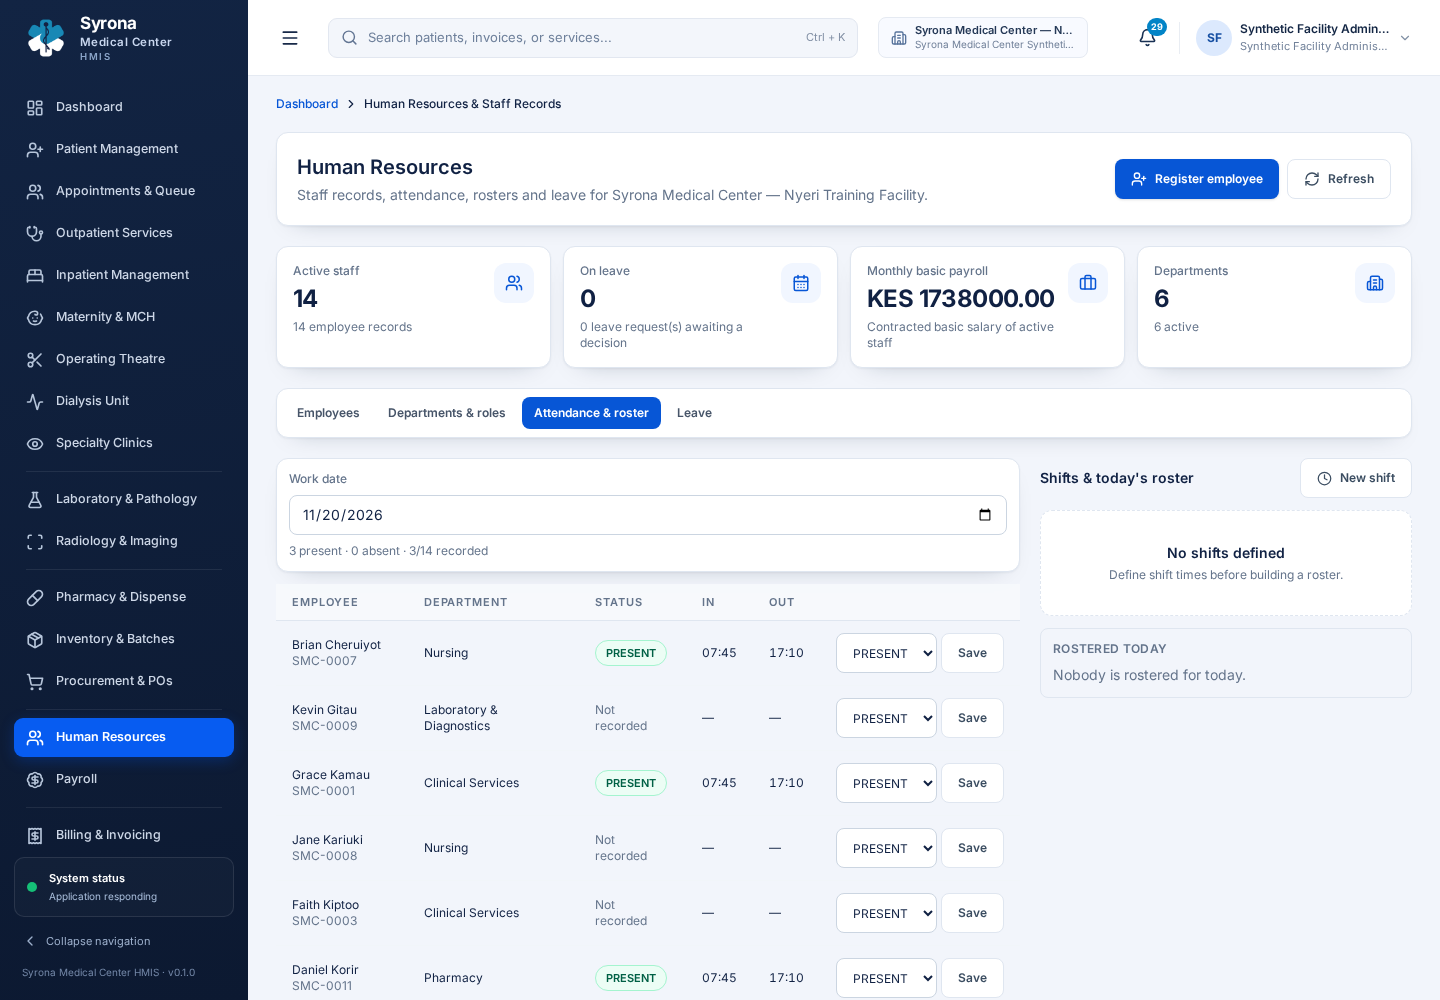 Syrona
Medical Center
HMIS
Dashboard
Patient Management
Appointments & Queue
Outpatient Services
Inpatient Management
Maternity & MCH
Operating Theatre
Dialysis Unit
Specialty Clinics
Laboratory & Pathology
Radiology & Imaging
Pharmacy & Dispense
Inventory & Batches
Procurement & POs
Human Resources
Payroll
Billing & Invoicing
System status
Application responding
Collapse navigation
Syrona Medical Center HMIS · v0.1.0
Search patients, invoices, or services...
Ctrl + K
Syrona Medical Center — N...
Syrona Medical Center Syntheti...
29
SF
Synthetic Facility Admin...
Synthetic Facility Adminis...
Dashboard
Human Resources & Staff Records
Human Resources
Staff records, attendance, rosters and leave for Syrona Medical Center — Nyeri Training Facility.
Register employee
Refresh
Active staff
14
14 employee records
On leave
0
0 leave request(s) awaiting a
decision
Monthly basic payroll
KES 1738000.00
Contracted basic salary of active
staff
Departments
6
6 active
Employees
Departments & roles
Attendance & roster
Leave
Work date
11/20/2026
3 present · 0 absent · 3/14 recorded
EMPLOYEE DEPARTMENT STATUS IN OUT
Brian Cheruiyot
SMC-0007
Nursing
PRESENT
07:45
17:10
PRESENT
Save
Kevin Gitau
SMC-0009
Laboratory &
Diagnostics
Not
recorded
—
—
PRESENT
Save
Grace Kamau
SMC-0001
Clinical Services
PRESENT
07:45
17:10
PRESENT
Save
Jane Kariuki
SMC-0008
Nursing
Not
recorded
—
—
PRESENT
Save
Faith Kiptoo
SMC-0003
Clinical Services
Not
recorded
—
—
PRESENT
Save
Daniel Korir
SMC-0011
Pharmacy
PRESENT
07:45
17:10
PRESENT
Save
Shifts & today's roster
New shift
No shifts defined
Define shift times before building a roster.
ROSTERED TODAY
Nobody is rostered for today.